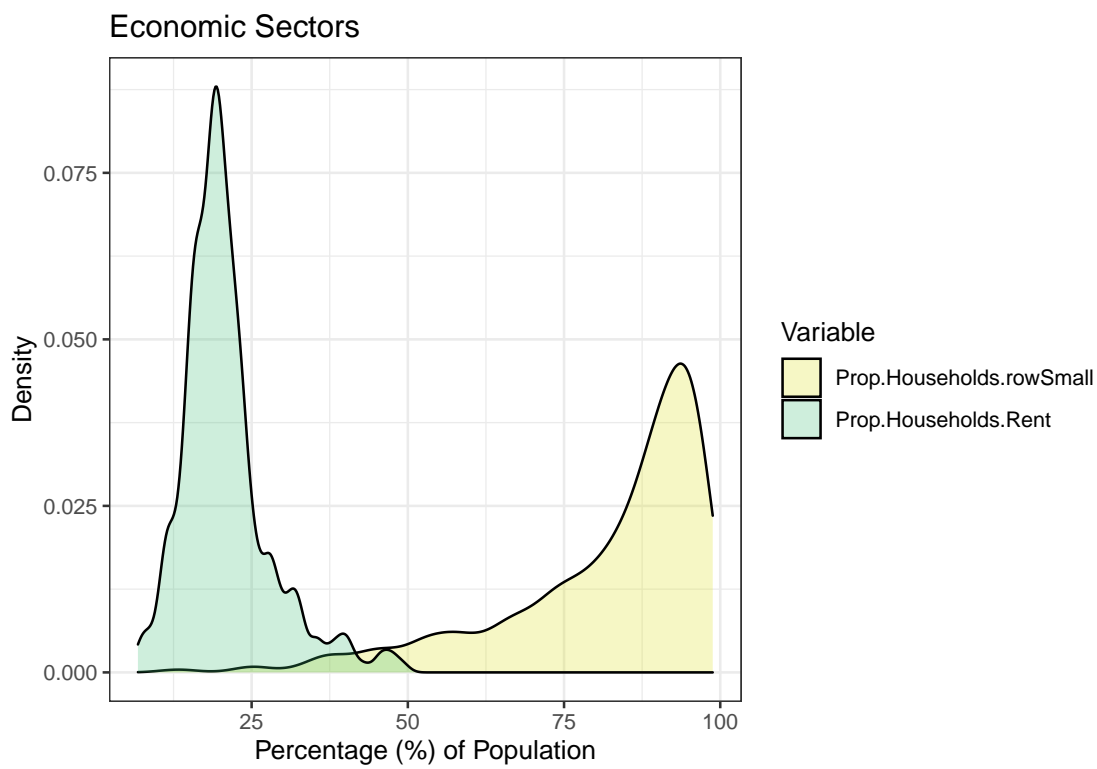 Economic Sectors
Density
0.075
0.050
0.025
0.000
25 50 75 100
Percentage (%) of Population
Variable
Prop.Households.rowSmall
Prop.Households.Rent